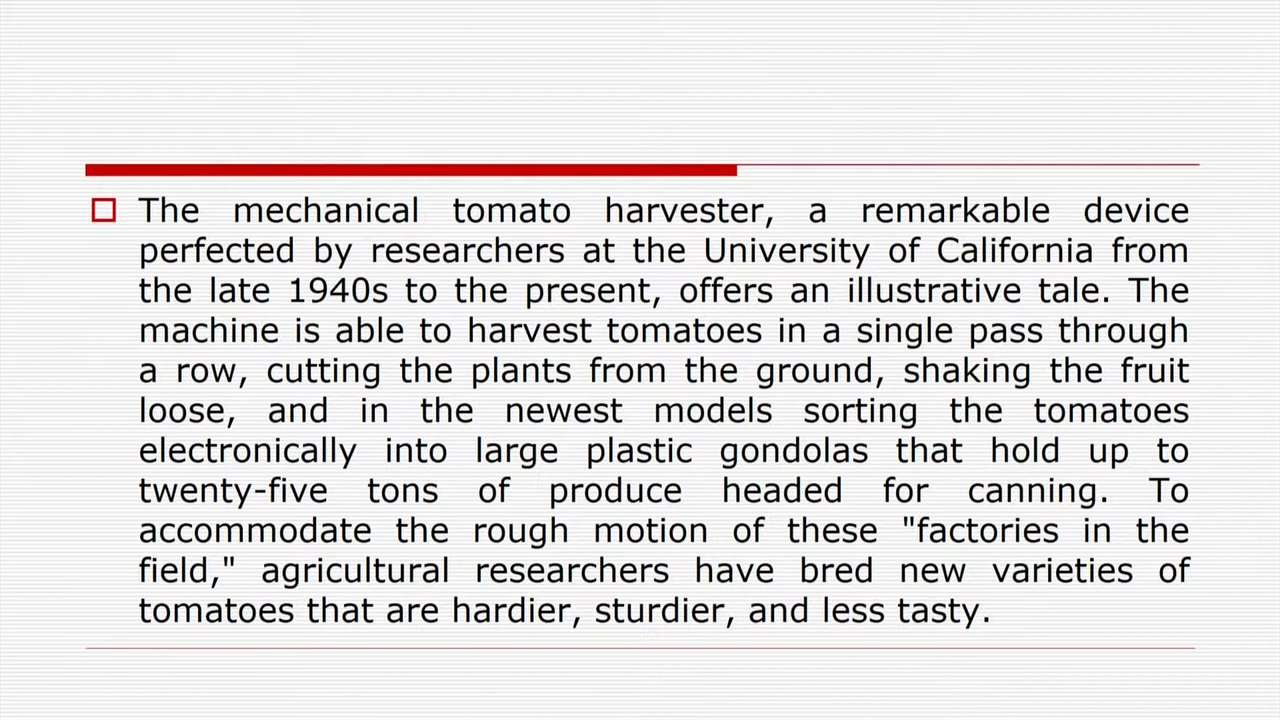 The mechanical tomato harvester, a remarkable device
perfected by researchers at the University of California from
the late 1940s to the present, offers an illustrative tale. The
machine is able to harvest tomatoes in a single pass through
a row, cutting the plants from the ground, shaking the fruit
loose, and in the newest models sorting the tomatoes
electronically into large plastic gondolas that hold up to
twenty-five tons of produce headed for canning. To
accommodate the rough motion of these "factories in the
field," agricultural researchers have bred new varieties of
tomatoes that are hardier, sturdier, and less tasty.